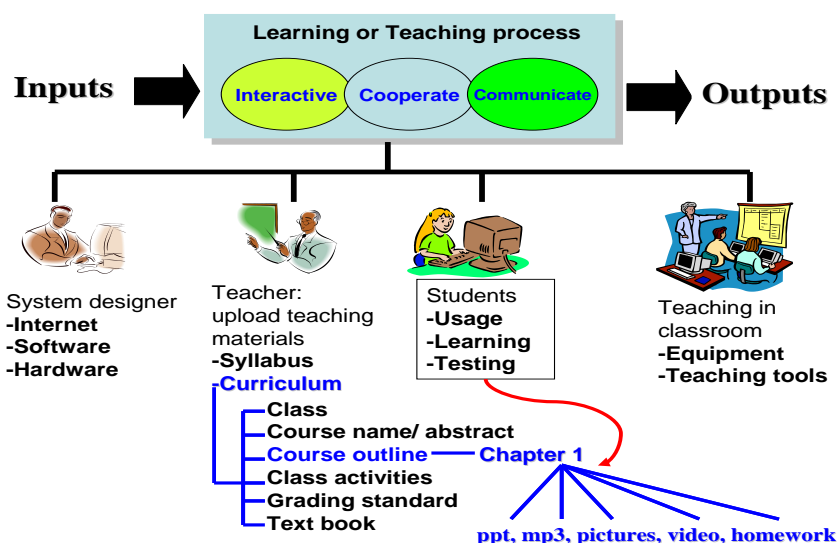 Learning or Teaching process
Inputs
Interactive
Cooperate
Communicate
Outputs
System designer
-Internet
-Software
-Hardware
Teacher:
upload teaching
materials
-Syllabus
-Curriculum
Class
Course name/ abstract
Course outline
Chapter 1
Class activities
Grading standard
Text book
Students
-Usage
-Learning
-Testing
Teaching in
classroom
-Equipment
-Teaching tools
ppt, mp3, pictures, video, homework